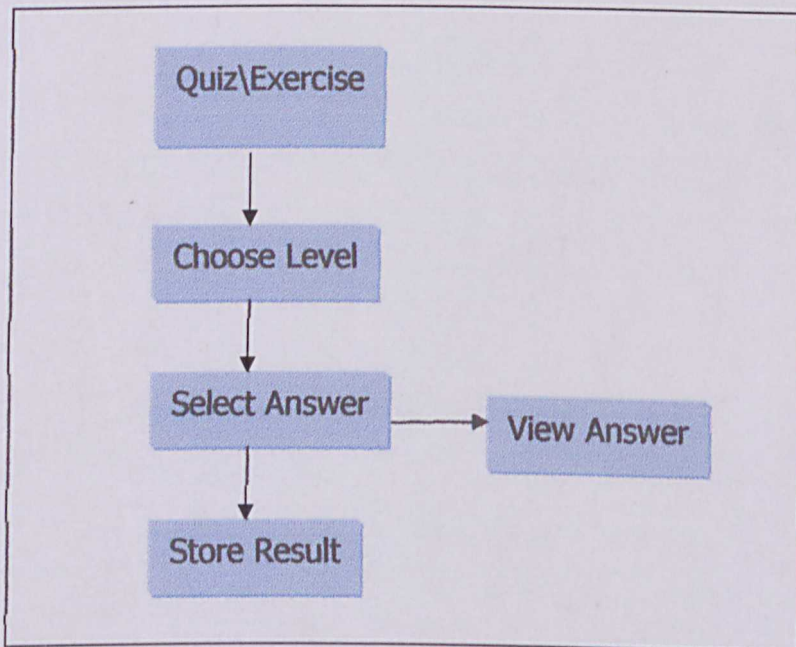 Quiz\Exercise
Choose Level
Select Answer
View Answer
Store Result